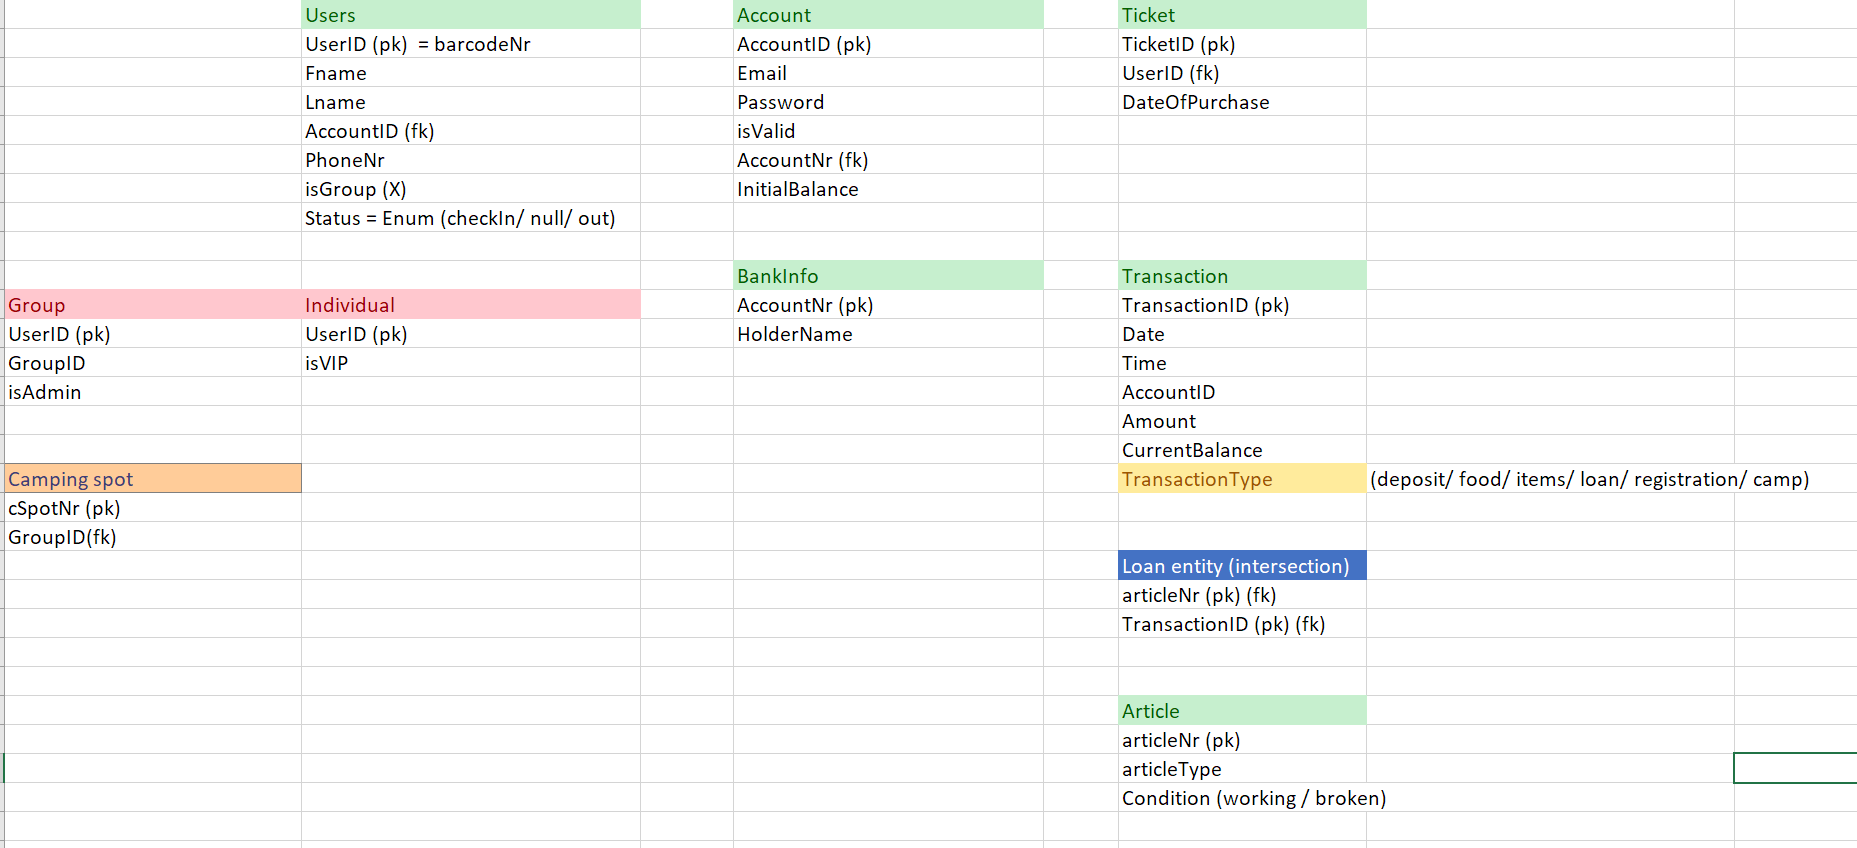 Users
UserID (pk)  = barcodeNr
Fname
Lname
AccountID (fk)
PhoneNr
isGroup (X)
Status = Enum (checkIn/ null/ out)
Account
AccountID (pk)
Email
Password
isValid
AccountNr (fk)
InitialBalance
Ticket
TicketID (pk)
UserID (fk)
DateOfPurchase
Group
UserID (pk)
GroupID
isAdmin
Individual
UserID (pk)
isVIP
BankInfo
AccountNr (pk)
HolderName
Transaction
TransactionID (pk)
Date
Time
AccountID
Amount
CurrentBalance
TransactionType (deposit/ food/ items/ loan/ registration/ camp)
Camping spot
cSpotNr (pk)
GroupID(fk)
Loan entity (intersection)
articleNr (pk) (fk)
TransactionID (pk) (fk)
Article
articleNr (pk)
articleType
Condition (working / broken)